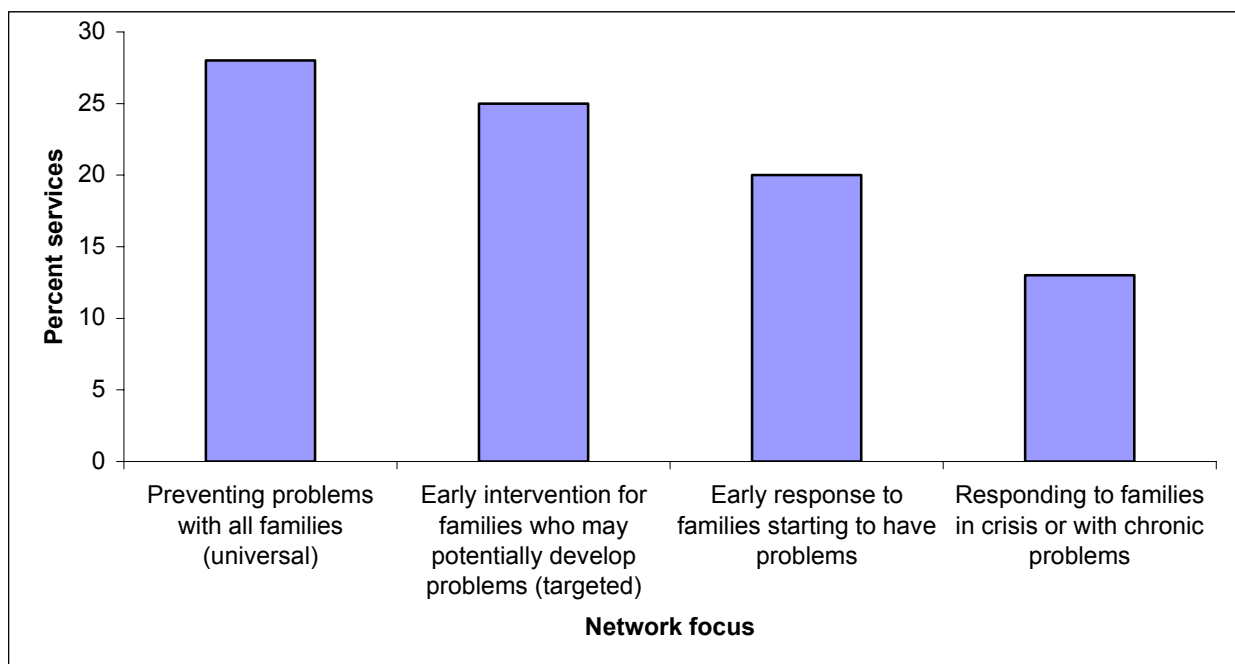 30
25
20
15
10
5
0
Percent services
Preventing problems
with all families
(universal)
Early intervention for
families who may
potentially develop
problems (targeted)
Early response to
families starting to have
problems
Responding to families
in crisis or with chronic
problems
Network focus